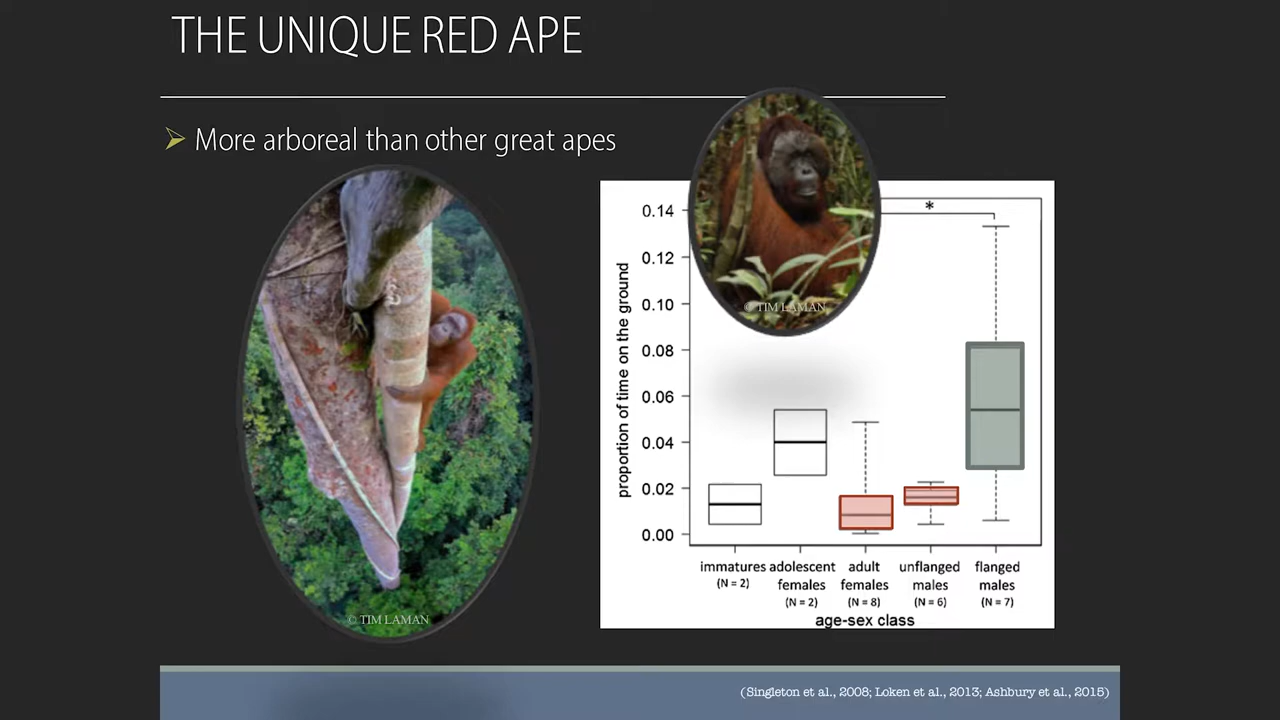 THE UNIQUE RED APE
More arboreal than other great apes
© TIM LAMAN
© TIM LAMAN
*
proportion of time on the ground
0.14
0.12
0.10
0.08
0.06
0.04
0.02
0.00
immatures
(N = 2)
adolescent
females
(N = 2)
adult
females
(N = 8)
unflanged
males
(N = 6)
flanged
males
(N = 7)
age-sex class
(Singleton et al., 2008; Loken et al., 2013; Ashbury et al., 2015)